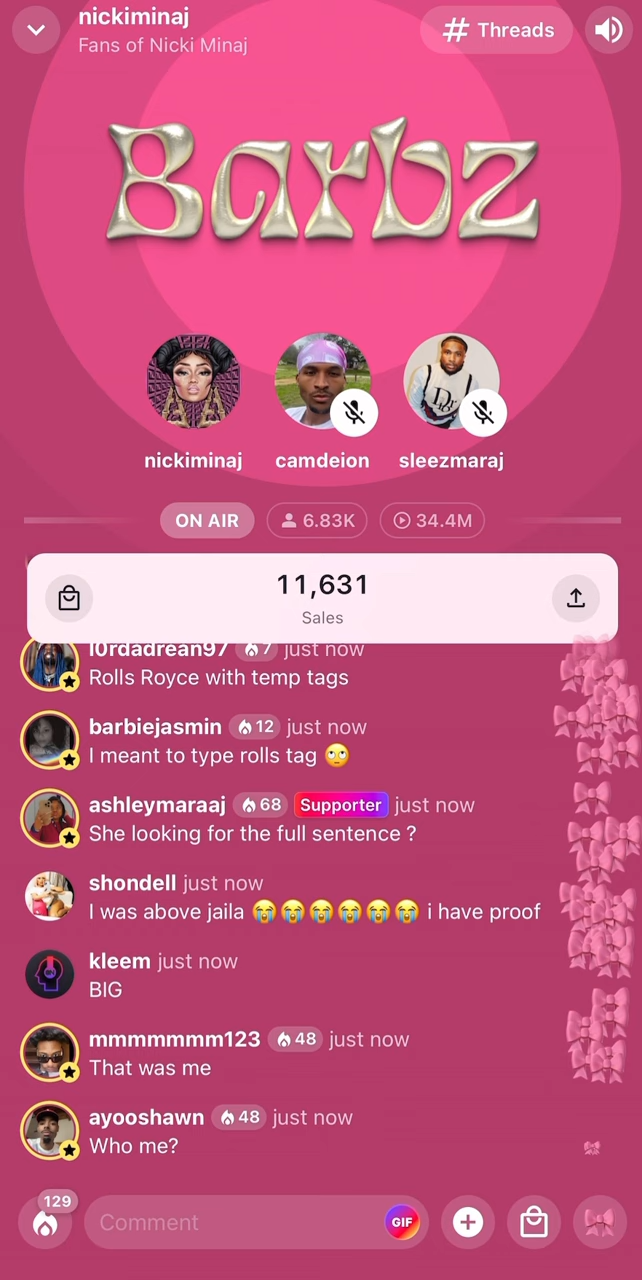 nickiminaj
Fans of Nicki Minaj
# Threads
Barbz
nickiminaj camdeion sleezmaraj
ON AIR 6.83K 34.4M
11,631
Sales
l0rdadrean97 7 just now
Rolls Royce with temp tags
barbiejasmin 12 just now
I meant to type rolls tag 🙄
ashleymaraaj 68 Supporter just now
She looking for the full sentence ?
shondell just now
I was above jaila 😭😭😭😭😭😭 i have proof
kleem just now
BIG
mmmmmmm123 48 just now
That was me
ayooshawn 48 just now
Who me?
129
Comment GIF